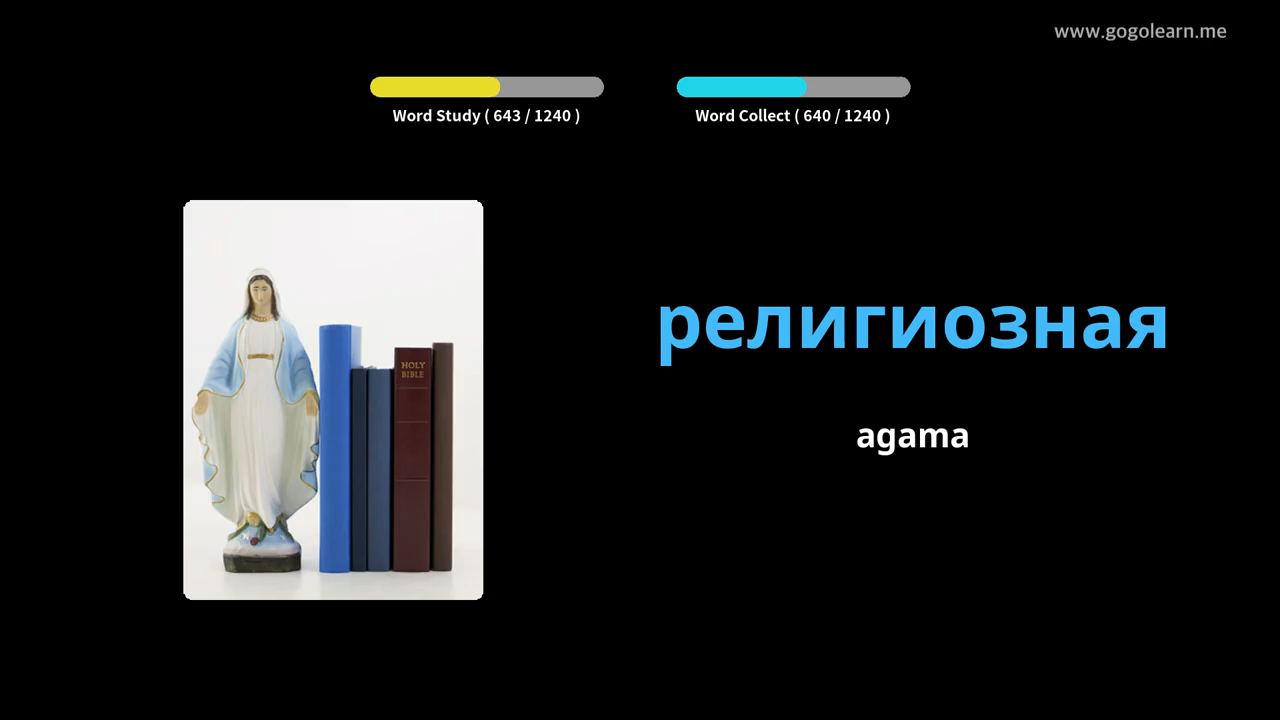 www.gogolearn.me
Word Study ( 643 / 1240 )
Word Collect ( 640 / 1240 )
HOLY
BIBLE
религиозная
agama